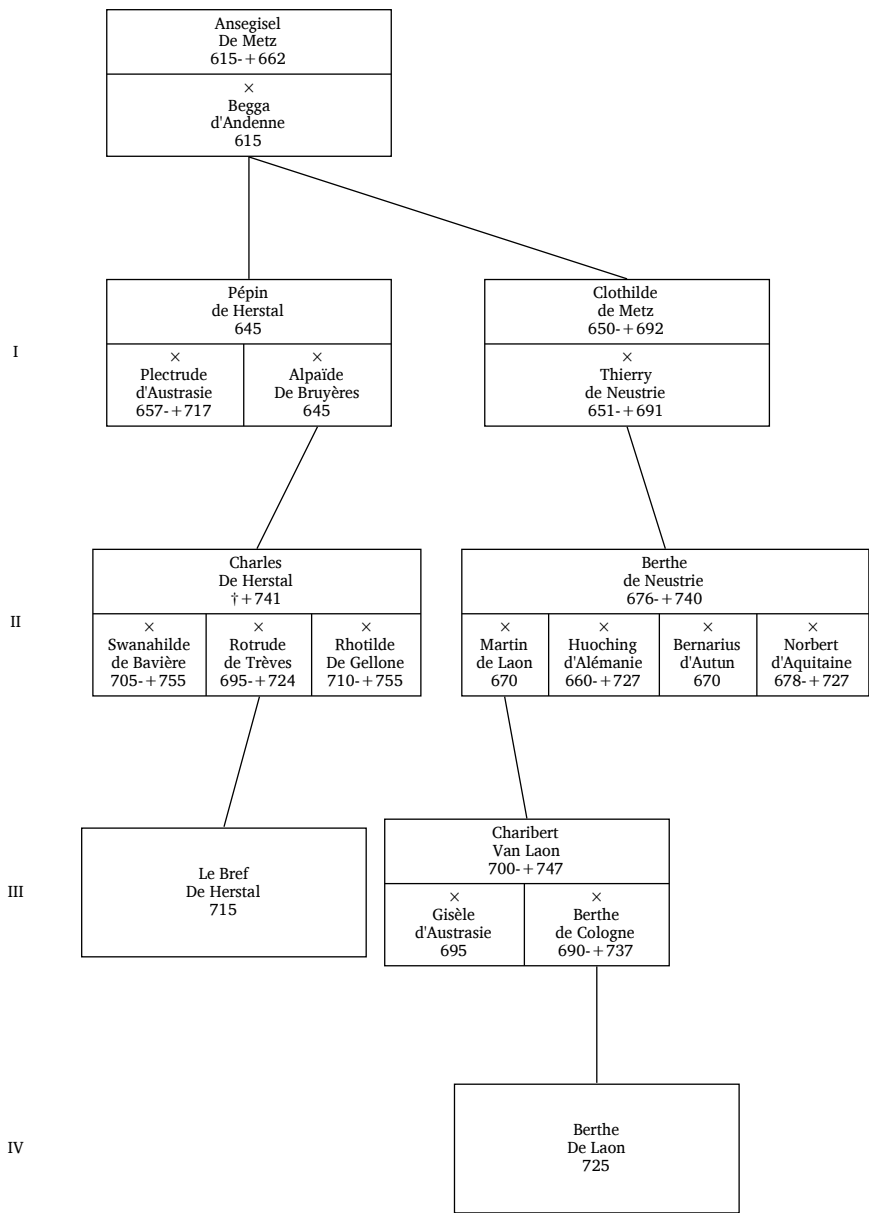 Ansegisel
De Metz
615-+662
×
Begga
d'Andenne
615
I
Pépin
de Herstal
645
×
Plectrude
d'Austrasie
657-+717
×
Alpaïde
De Bruyères
645
Clothilde
de Metz
650-+692
×
Thierry
de Neustrie
651-+691
II
Charles
De Herstal
†+741
×
Swanahilde
de Bavière
705-+755
×
Rotrude
de Trèves
695-+724
×
Rhotilde
De Gellone
710-+755
Berthe
de Neustrie
676-+740
×
Martin
de Laon
670
×
Huoching
d'Alémanie
660-+727
×
Bernarius
d'Autun
670
×
Norbert
d'Aquitaine
678-+727
III
Le Bref
De Herstal
715
Charibert
Van Laon
700-+747
×
Gisèle
d'Austrasie
695
×
Berthe
de Cologne
690-+737
IV
Berthe
De Laon
725